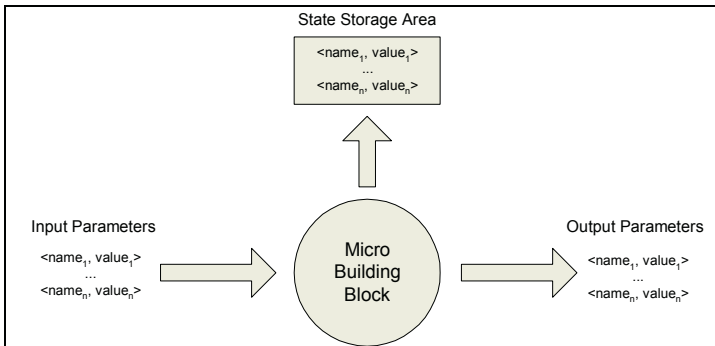 State Storage Area
<name₁, value₁>
...
<nameₙ, valueₙ>
Input Parameters
<name₁, value₁>
...
<nameₙ, valueₙ>
Micro
Building
Block
Output Parameters
<name₁, value₁>
...
<nameₙ, valueₙ>